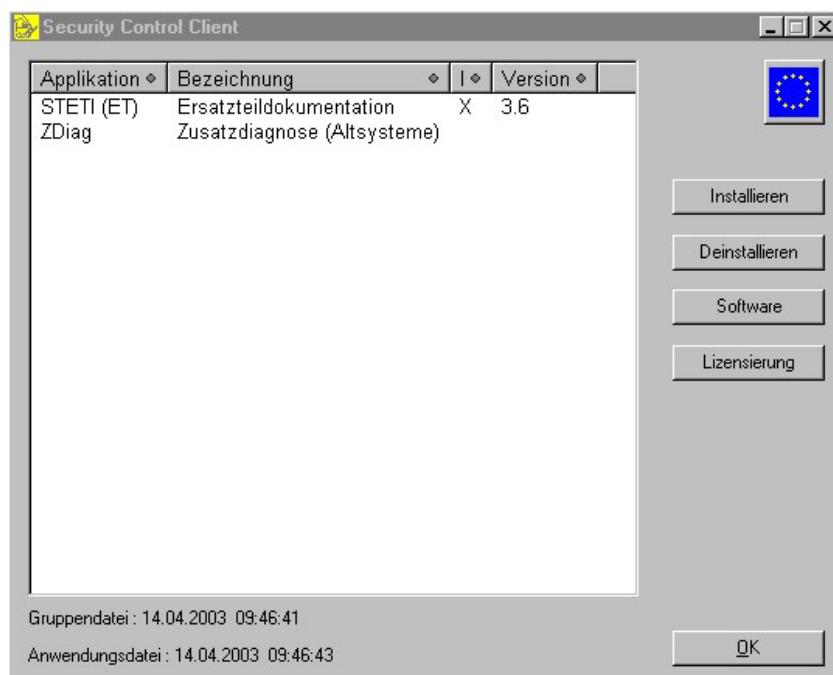 Security Control Client
Applikation Bezeichnung I Version
STETI (ET) Ersatzteildokumentation X 3.6
ZDiag Zusatzdiagnose (Altsysteme)
Installieren
Deinstallieren
Software
Lizensierung
Gruppendatei : 14.04.2003 09:46:41
Anwendungsdatei : 14.04.2003 09:46:43
OK